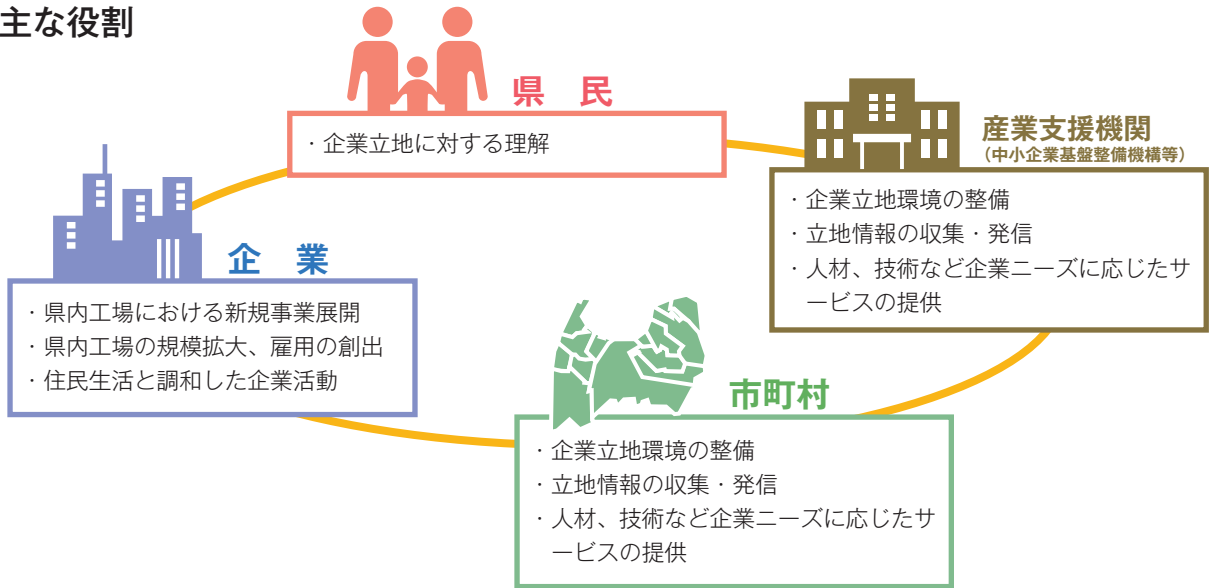 主な役割
県　民
・企業立地に対する理解
産業支援機関
(中小企業基盤整備機構等)
・企業立地環境の整備
・立地情報の収集・発信
・人材、技術など企業ニーズに応じたサ
ービスの提供
企　業
・県内工場における新規事業展開
・県内工場の規模拡大、雇用の創出
・住民生活と調和した企業活動
市町村
・企業立地環境の整備
・立地情報の収集・発信
・人材、技術など企業ニーズに応じたサ
ービスの提供